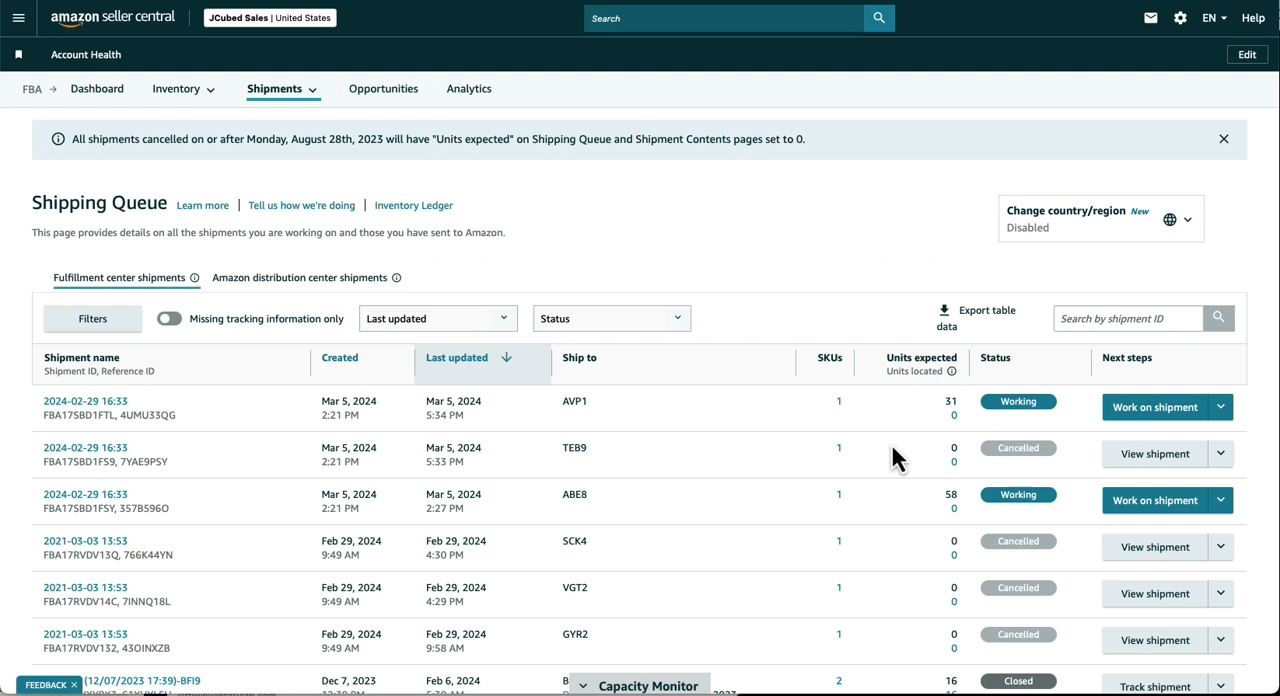 amazon seller central
JCubed Sales | United States
Search
EN
Help
Account Health
Edit
FBA
Dashboard
Inventory
Shipments
Opportunities
Analytics
All shipments cancelled on or after Monday, August 28th, 2023 will have "Units expected" on Shipping Queue and Shipment Contents pages set to 0.
Shipping Queue
Learn more | Tell us how we're doing | Inventory Ledger
This page provides details on all the shipments you are working on and those you have sent to Amazon.
Change country/region New
Disabled
Fulfillment center shipments
Amazon distribution center shipments
Filters
Missing tracking information only
Last updated
Status
Export table data
Search by shipment ID
Shipment name
Shipment ID, Reference ID
Created
Last updated
Ship to
SKUs
Units expected
Units located
Status
Next steps
2024-02-29 16:33
FBA17SBD1FTL, 4UMU33QG
Mar 5, 2024
2:21 PM
Mar 5, 2024
5:34 PM
AVP1
1
31
0
Working
Work on shipment
2024-02-29 16:33
FBA17SBD1FS9, 7YAE9PSY
Mar 5, 2024
2:21 PM
Mar 5, 2024
5:33 PM
TEB9
1
0
0
Cancelled
View shipment
2024-02-29 16:33
FBA17SBD1FSY, 357B596O
Mar 5, 2024
2:21 PM
Mar 5, 2024
2:27 PM
ABE8
1
58
0
Working
Work on shipment
2021-03-03 13:53
FBA17RVDV13Q, 766K44YN
Feb 29, 2024
9:49 AM
Feb 29, 2024
4:30 PM
SCK4
1
0
0
Cancelled
View shipment
2021-03-03 13:53
FBA17RVDV14C, 7INNQ18L
Feb 29, 2024
9:49 AM
Feb 29, 2024
4:29 PM
VGT2
1
0
0
Cancelled
View shipment
2021-03-03 13:53
FBA17RVDV132, 43OINXZB
Feb 29, 2024
9:49 AM
Feb 29, 2024
9:58 AM
GYR2
1
0
0
Cancelled
View shipment
(12/07/2023 17:39)-BFI9
Dec 7, 2023
Feb 6, 2024
2
16
Closed
Track shipment
FEEDBACK
Capacity Monitor